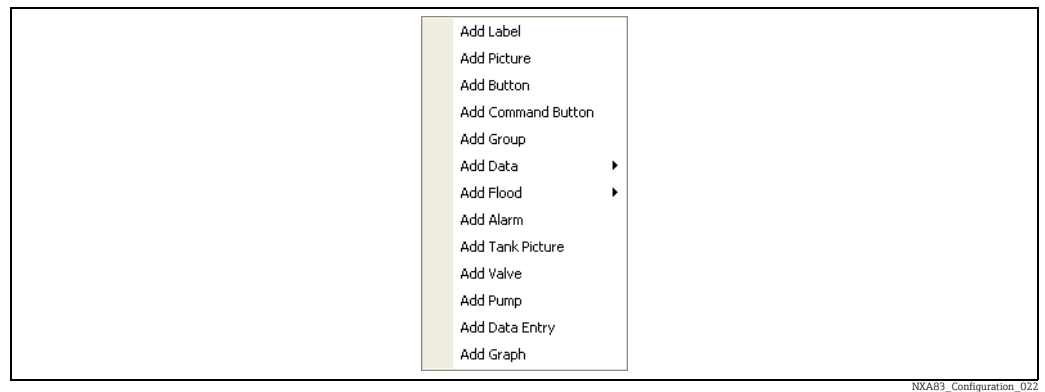 Add Label
Add Picture
Add Button
Add Command Button
Add Group
Add Data
Add Flood
Add Alarm
Add Tank Picture
Add Valve
Add Pump
Add Data Entry
Add Graph
NXA83_Configuration_022